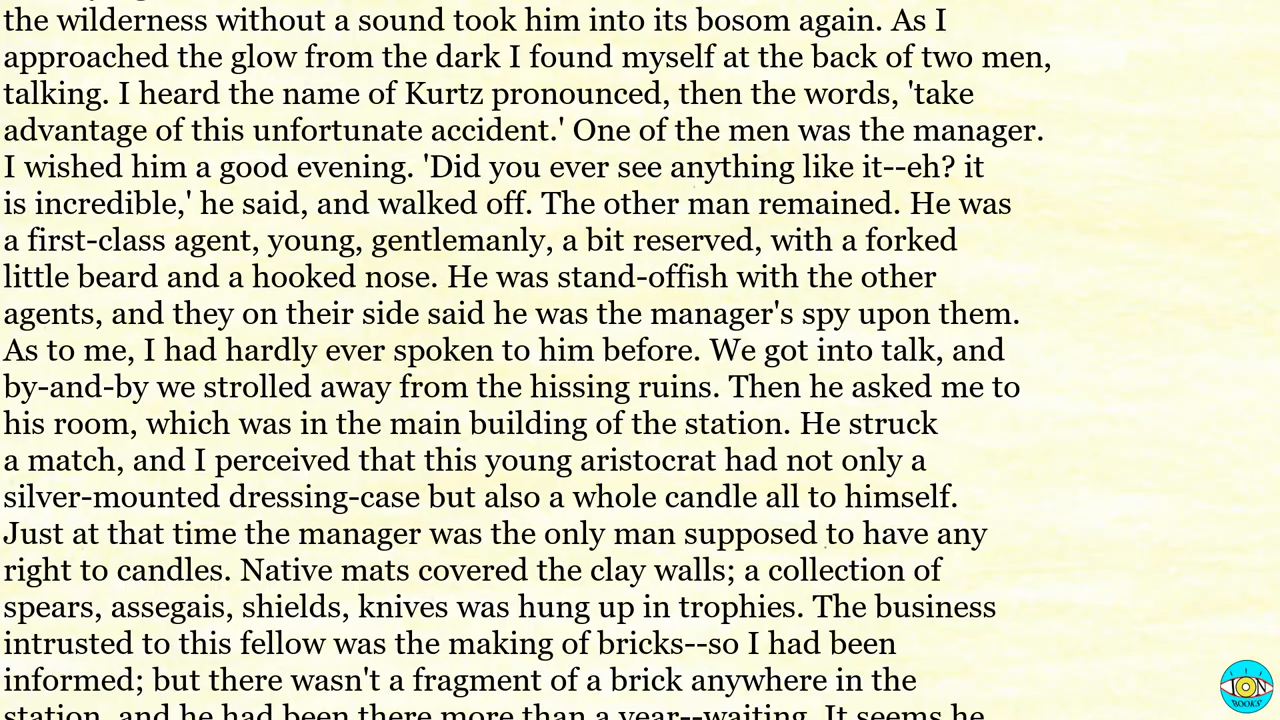 the wilderness without a sound took him into its bosom again. As I
approached the glow from the dark I found myself at the back of two men,
talking. I heard the name of Kurtz pronounced, then the words, 'take
advantage of this unfortunate accident.' One of the men was the manager.
I wished him a good evening. 'Did you ever see anything like it--eh? it
is incredible,' he said, and walked off. The other man remained. He was
a first-class agent, young, gentlemanly, a bit reserved, with a forked
little beard and a hooked nose. He was stand-offish with the other
agents, and they on their side said he was the manager's spy upon them.
As to me, I had hardly ever spoken to him before. We got into talk, and
by-and-by we strolled away from the hissing ruins. Then he asked me to
his room, which was in the main building of the station. He struck
a match, and I perceived that this young aristocrat had not only a
silver-mounted dressing-case but also a whole candle all to himself.
Just at that time the manager was the only man supposed to have any
right to candles. Native mats covered the clay walls; a collection of
spears, assegais, shields, knives was hung up in trophies. The business
intrusted to this fellow was the making of bricks--so I had been
informed; but there wasn't a fragment of a brick anywhere in the
station, and he had been there more than a year--waiting. It seems he
BOOKS